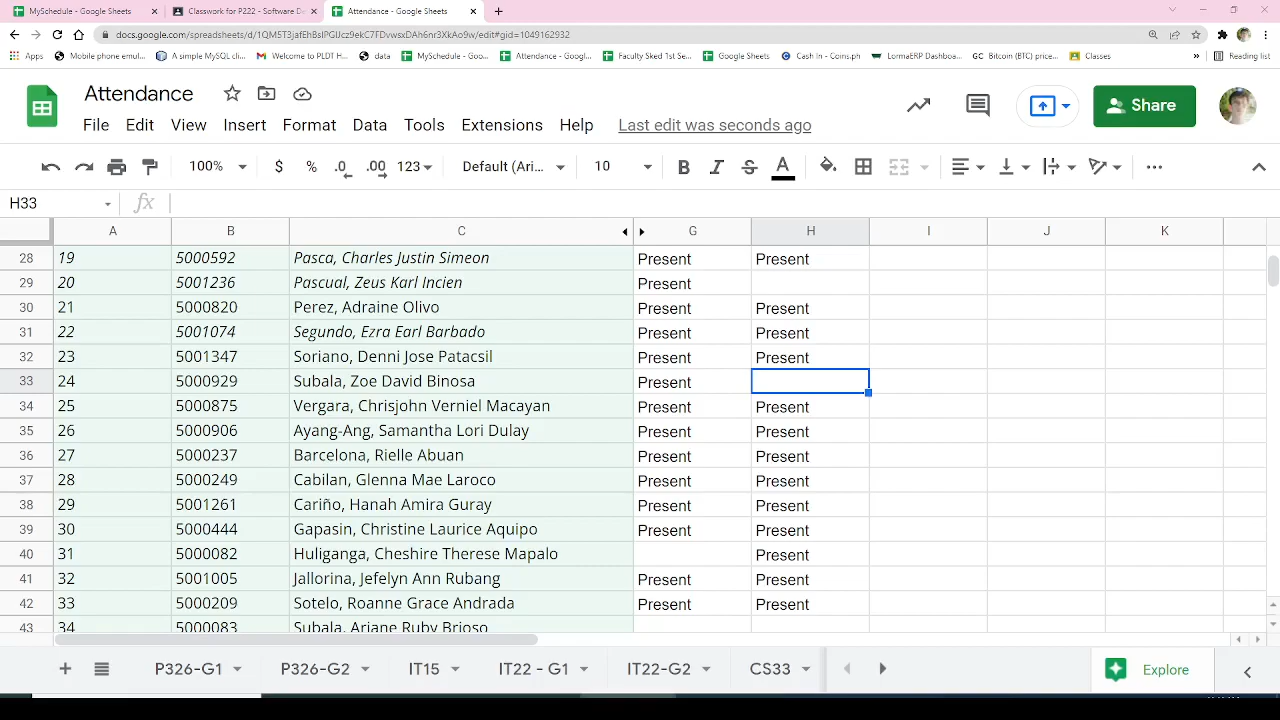 MySchedule - Google Sheets Classwork for P222 - Software De Attendance - Google Sheets
docs.google.com/spreadsheets/d/1QM5T3jafEhBsIPGlJcz9ekC7FDvwsxDAh6nr3XkAo9w/edit#gid=1049162932
Apps Mobile phone emul... A simple MySQL cli... Welcome to PLDT H... data MySchedule - Goo... Attendance - Googl... Faculty Sked 1st Se... Google Sheets Cash In - Coins.ph LormaERP Dashboa... GC Bitcoin (BTC) price... Classes » Reading list
Attendance
Share
File Edit View Insert Format Data Tools Extensions Help Last edit was seconds ago
100% $ % .0 .00 123 Default (Ari... 10 B I S A
H33 fx
A B C G H I J K
28 19 5000592 Pasca, Charles Justin Simeon Present Present
29 20 5001236 Pascual, Zeus Karl Incien Present
30 21 5000820 Perez, Adraine Olivo Present Present
31 22 5001074 Segundo, Ezra Earl Barbado Present Present
32 23 5001347 Soriano, Denni Jose Patacsil Present Present
33 24 5000929 Subala, Zoe David Binosa Present
34 25 5000875 Vergara, Chrisjohn Verniel Macayan Present Present
35 26 5000906 Ayang-Ang, Samantha Lori Dulay Present Present
36 27 5000237 Barcelona, Rielle Abuan Present Present
37 28 5000249 Cabilan, Glenna Mae Laroco Present Present
38 29 5001261 Cariño, Hanah Amira Guray Present Present
39 30 5000444 Gapasin, Christine Laurice Aquipo Present Present
40 31 5000082 Huliganga, Cheshire Therese Mapalo Present
41 32 5001005 Jallorina, Jefelyn Ann Rubang Present Present
42 33 5000209 Sotelo, Roanne Grace Andrada Present Present
43 34 5000083 Subala, Ariane Ruby Brioso
P326-G1 P326-G2 IT15 IT22 - G1 IT22-G2 CS33 Explore